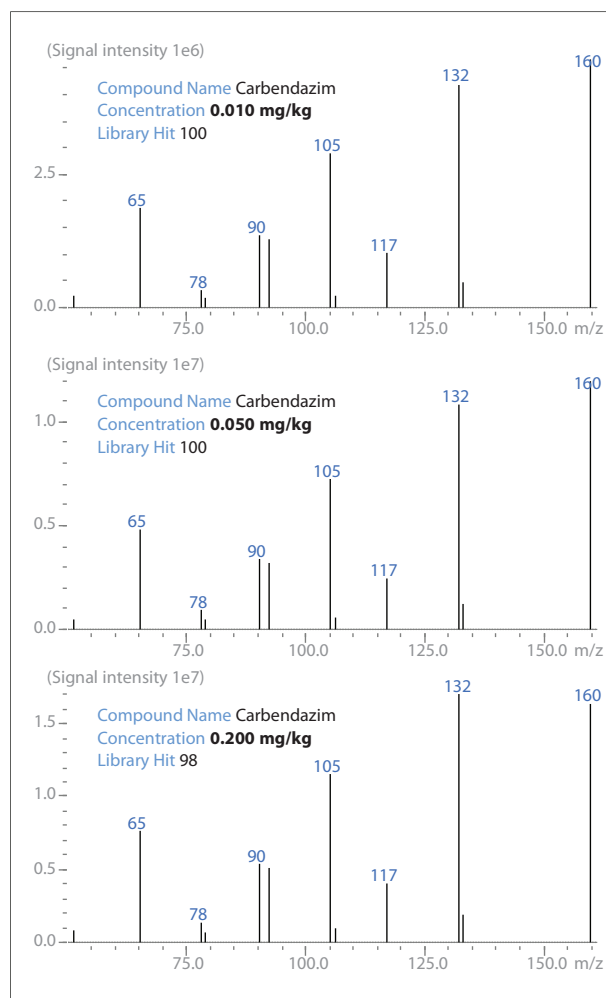 (Signal intensity 1e6)
Compound Name Carbendazim
Concentration 0.010 mg/kg
Library Hit 100
160
132
105
2.5
65
90
117
78
0.0
75.0 100.0 125.0 150.0 m/z
(Signal intensity 1e7)
Compound Name Carbendazim
Concentration 0.050 mg/kg
Library Hit 100
160
132
1.0
105
65
0.5
90
117
78
0.0
75.0 100.0 125.0 150.0 m/z
(Signal intensity 1e7)
132
160
Compound Name Carbendazim
Concentration 0.200 mg/kg
Library Hit 98
1.5
105
1.0
65
90
0.5
117
78
0.0
75.0 100.0 125.0 150.0 m/z